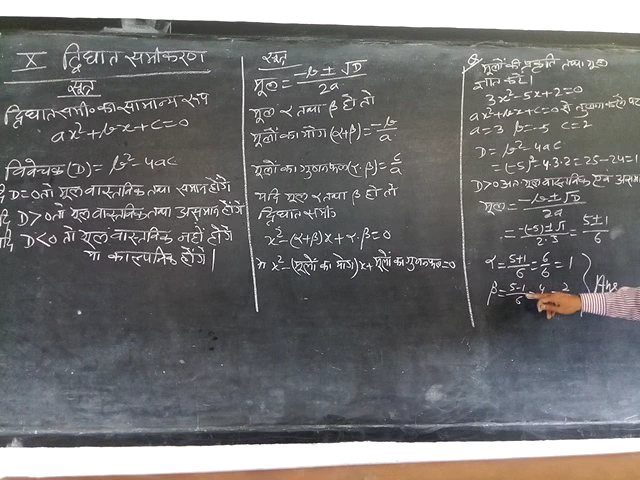 X द्विघात समीकरण
सूत्र
द्विघात समी० का सामान्य रूप
ax²+bx+c=0
विवेचक (D) = b²-4ac
D=0 तो मूल वास्तविक तथा समान होंगे
D>0 तो मूल वास्तविक तथा असमान होंगे
D<0 तो मूल वास्तविक नहीं होंगे
या काल्पनिक होंगे|
सूत्र
मूल = -b±√D/2a
मूल α तथा β हो तो
मूलों का योग (α+β) = -b/a
मूलों का गुणनफल (α.β) = c/a
यदि मूल α तथा β हो तो
द्विघात समी०
x²-(α+β)x+α.β=0
या x²-(मूलों का योग)x+मूलों का गुणनफल=0
Q मूलों की प्रकृति तथा मूल
ज्ञात करें|
3x²-5x+2=0
ax²+bx+c=0 से तुलना करने पर
a=3 b=-5 c=2
D=b²-4ac
=(-5)²-4.3.2=25-24=1
D>0 अतः मूल वास्तविक एवं असमा
मूल = -b±√D/2a
= -(-5)±√1/2.3 = 5±1/6
α = 5+1/6 = 6/6 = 1
β = 5-1/6 = 4 = 2
Ans